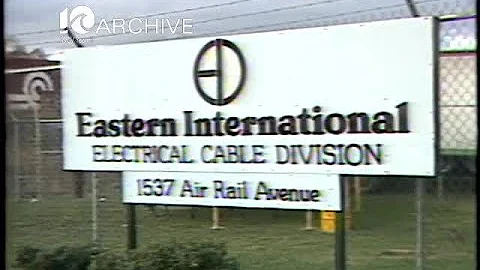 ARCHIVE
Eastern International
ELECTRICAL CABLE DIVISION
1537 Air Rail Avenue